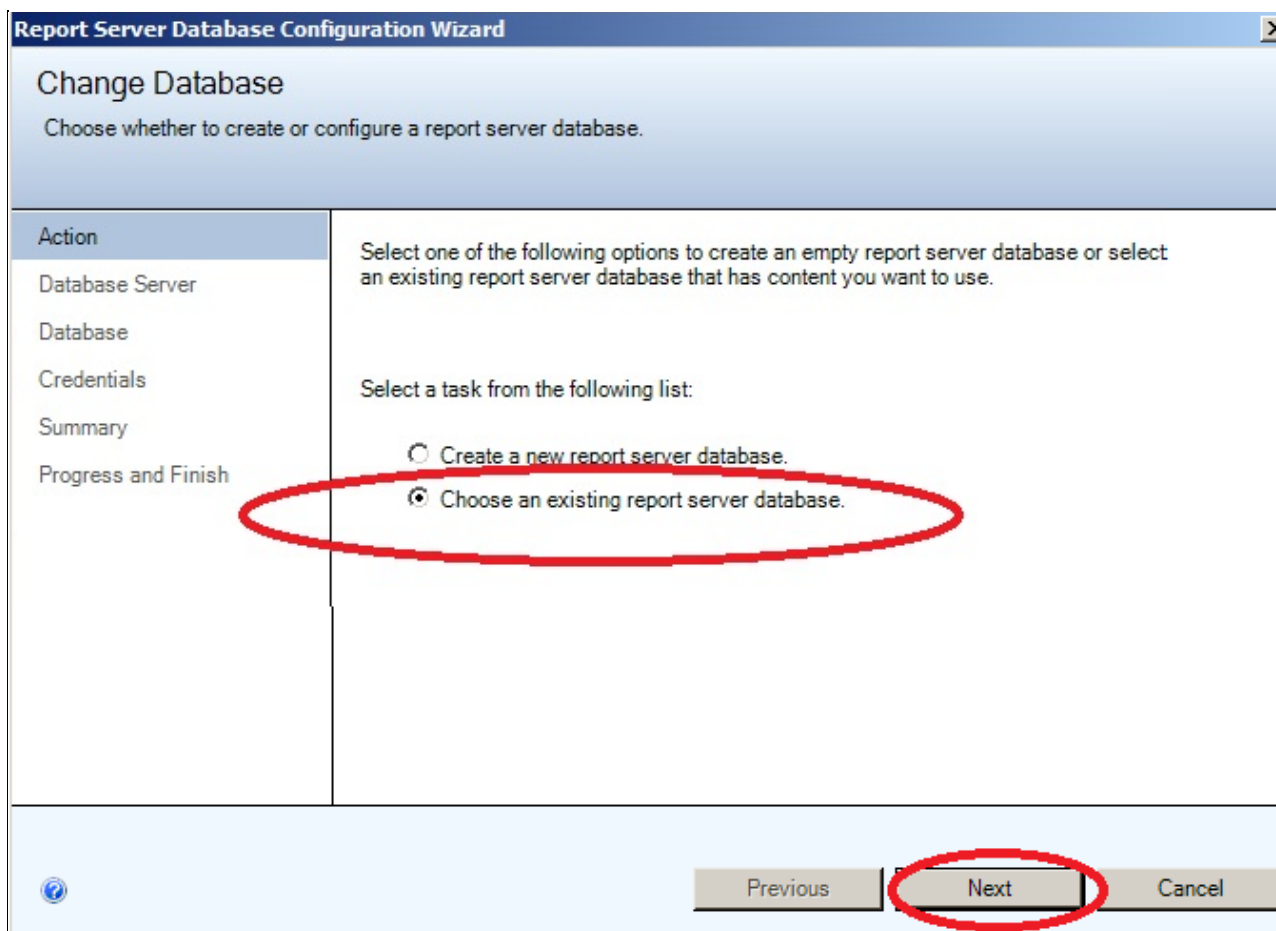 Report Server Database Configuration Wizard
Change Database
Choose whether to create or configure a report server database.
Action
Database Server
Database
Credentials
Summary
Progress and Finish
Select one of the following options to create an empty report server database or select
an existing report server database that has content you want to use.
Select a task from the following list:
Create a new report server database.
Choose an existing report server database.
Previous
Next
Cancel